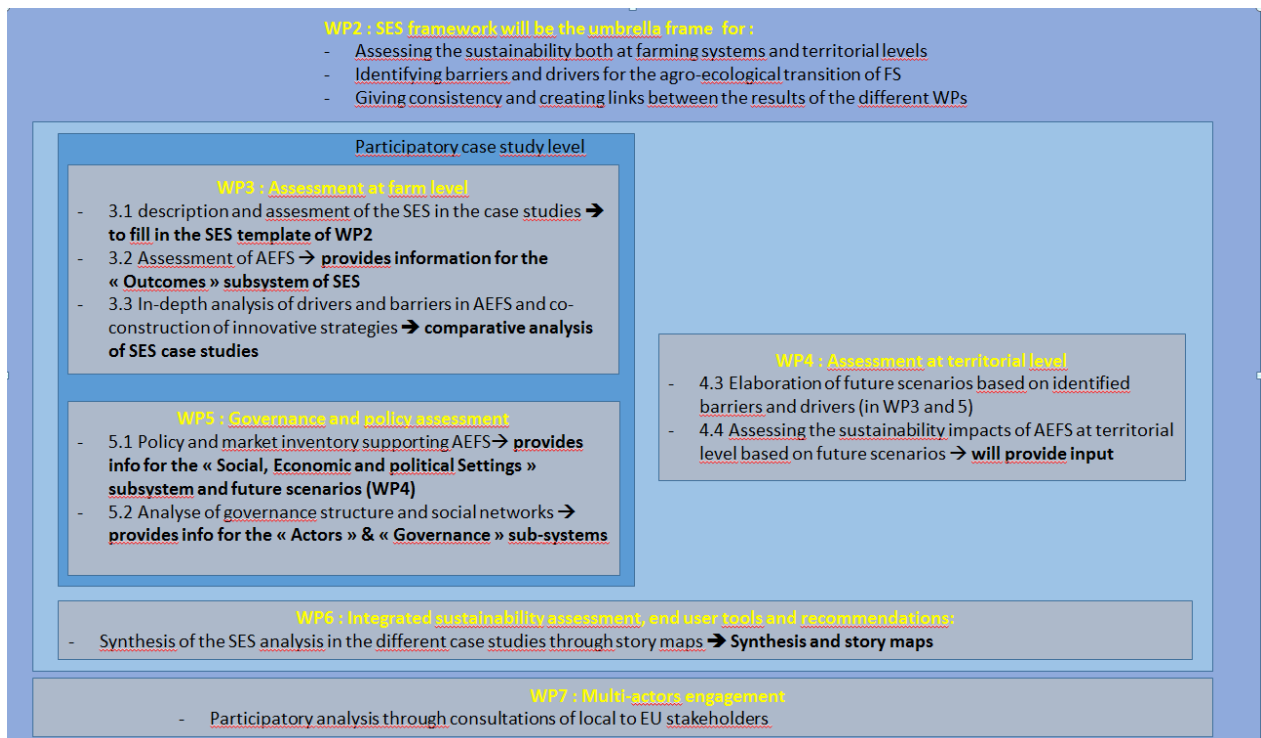 WP2 : SES framework will be the umbrella frame for :
- Assessing the sustainability both at farming systems and territorial levels
- Identifying barriers and drivers for the agro-ecological transition of FS
- Giving consistency and creating links between the results of the different WPs
Participatory case study level
WP3 : Assessment at farm level
- 3.1 description and assesment of the SES in the case studies ➔
to fill in the SES template of WP2
- 3.2 Assessment of AEFS → provides information for the
« Outcomes » subsystem of SES
- 3.3 In-depth analysis of drivers and barriers in AEFS and co-
construction of innovative strategies ➔ comparative analysis
of SES case studies
WP5 : Governance and policy assessment
- 5.1 Policy and market inventory supporting AEFS→ provides
info for the « Social, Economic and political Settings »
subsystem and future scenarios (WP4)
- 5.2 Analyse of governance structure and social networks →
provides info for the « Actors » & « Governance » sub-systems
WP4 : Assessment at territorial level
- 4.3 Elaboration of future scenarios based on identified
barriers and drivers (in WP3 and 5)
- 4.4 Assessing the sustainability impacts of AEFS at territorial
level based on future scenarios → will provide input
WP6 : Integrated sustainability assessment, end user tools and recommendations:
- Synthesis of the SES analysis in the different case studies through story maps ➔ Synthesis and story maps
WP7 : Multi-actors engagement
- Participatory analysis through consultations of local to EU stakeholders